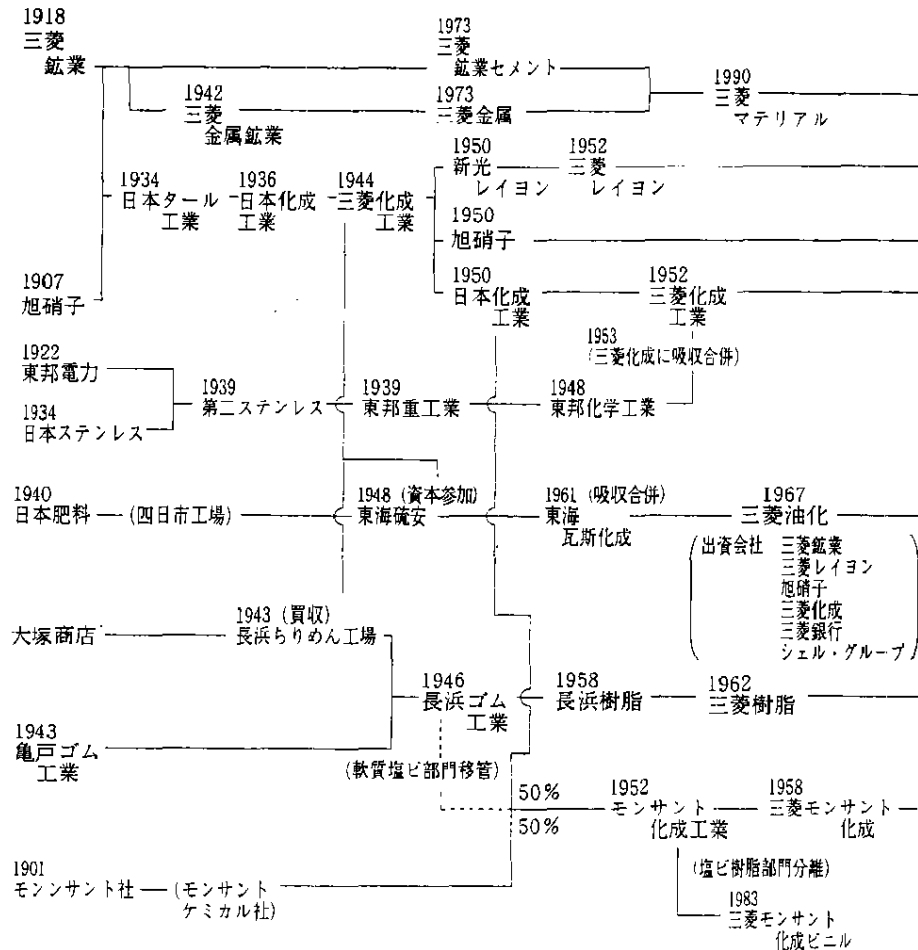 1918
三菱
鉱業
1973
三菱
鉱業セメント
1942
三菱
金属鉱業
1973
三菱金属
1990
三菱
マテリアル
1950
新光
レイヨン
1952
三菱
レイヨン
1934
日本タール
工業
1936
日本化成
工業
1944
三菱化成
工業
1950
旭硝子
1907
旭硝子
1950
日本化成
工業
1952
三菱化成
工業
1953
(三菱化成に吸収合併)
1922
東邦電力
1934
日本ステンレス
1939
第二ステンレス
1939
東邦重工業
1948
東邦化学工業
1940
日本肥料
(四日市工場)
1948 (資本参加)
東海硫安
1961 (吸収合併)
東海
瓦斯化成
1967
三菱油化
出資会社 三菱鉱業
三菱レイヨン
旭硝子
三菱化成
三菱銀行
シェル・グループ
大塚商店
1943 (買収)
長浜ちりめん工場
1943
亀戸ゴム
工業
1946
長浜ゴム
工業
1958
長浜樹脂
1962
三菱樹脂
(軟質塩ビ部門移管)
50%
50%
1952
モンサント
化成工業
1958
三菱モンサント
化成
1901
モンンサント社
(モンサント
ケミカル社)
(塩ビ樹脂部門分離)
1983
三菱モンサント
化成ビニル